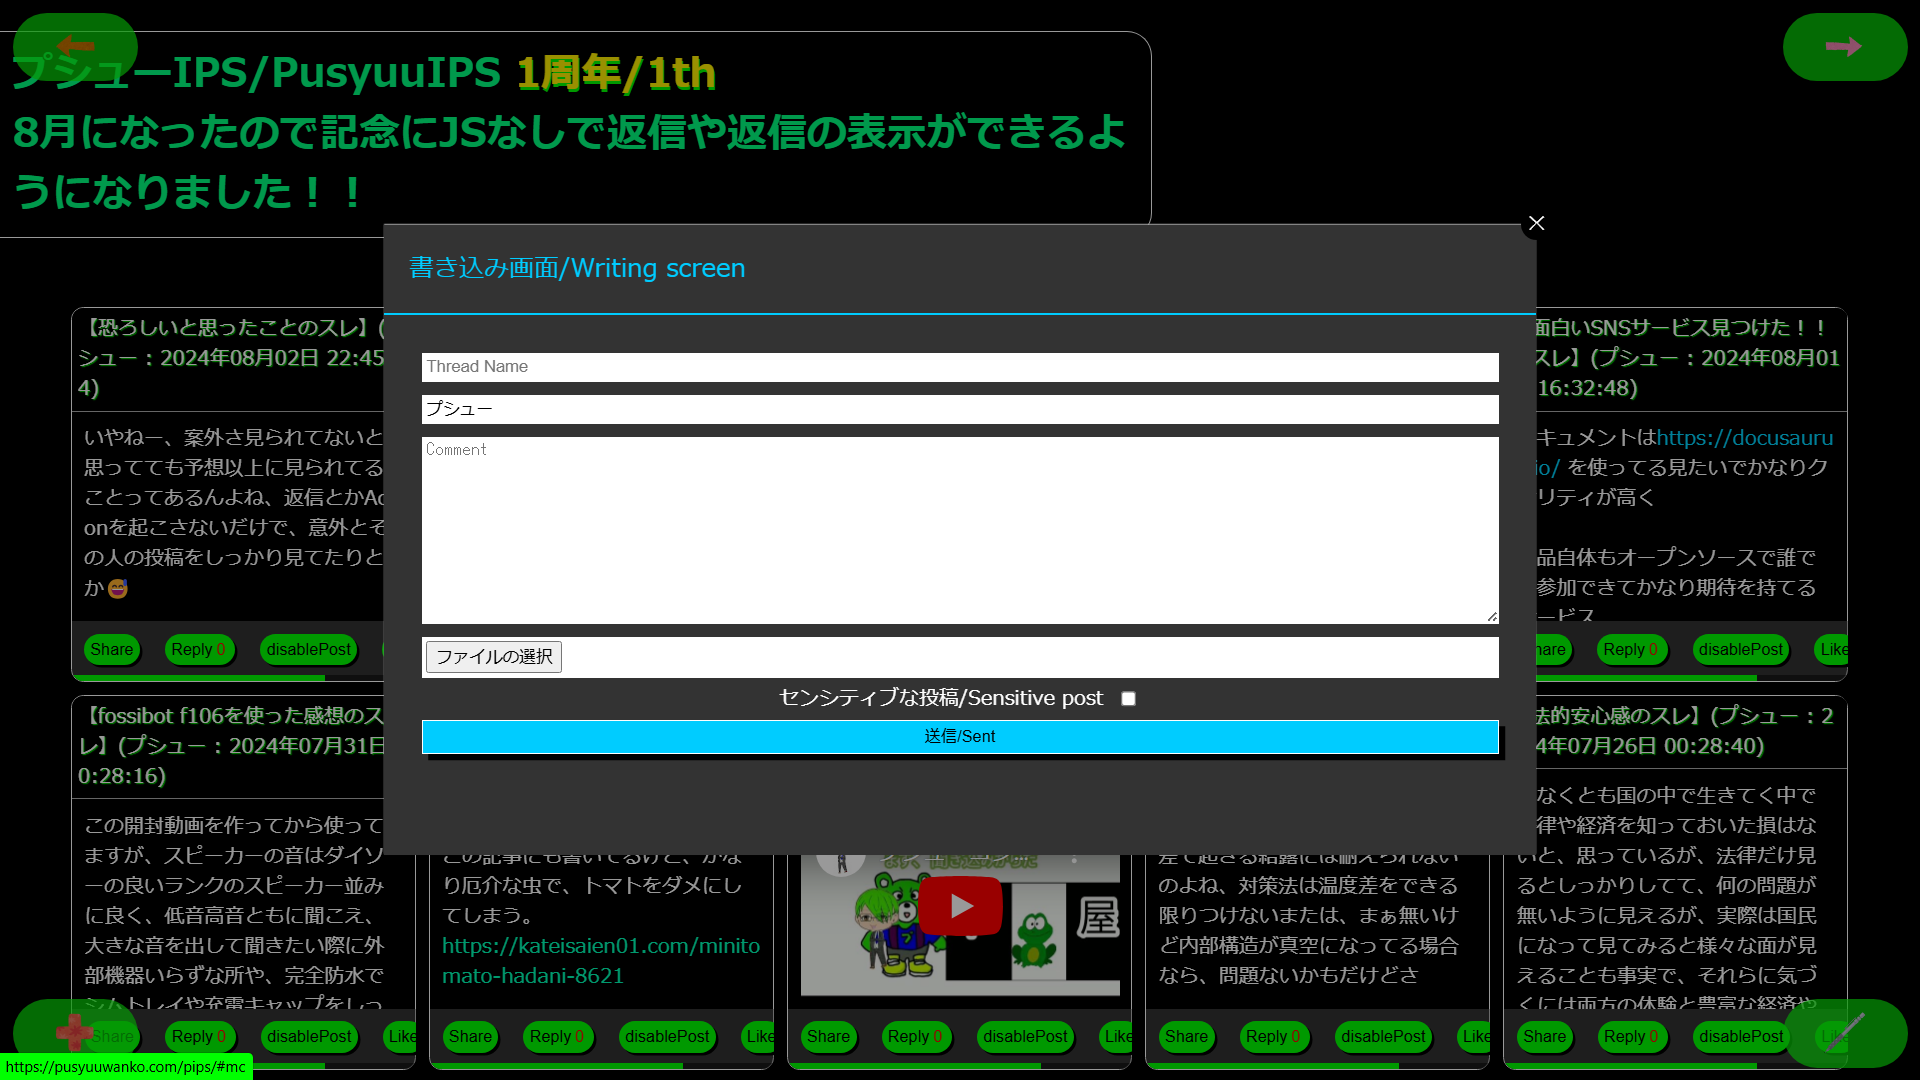 プシューIPS/PusyuuIPS 1周年/1th
8月になったので記念にJSなしで返信や返信の表示ができるよ
うになりました！！
書き込み画面/Writing screen
Thread Name
プシュー
Comment
ファイルの選択
センシティブな投稿/Sensitive post
送信/Sent
【恐ろしいと思ったことのスレ】(
シュー：2024年08月02日 22:45
4)
いやねー、案外さ見られてないと
思ってても予想以上に見られてる
ことってあるんよね、返信とかAc
onを起こさないだけで、意外とそ
の人の投稿をしっかり見てたりと
か😅
Share Reply 0 disablePost
面白いSNSサービス見つけた！！
スレ】(プシュー：2024年08月01
16:32:48)
キュメントはhttps://docusauru
io/ を使ってる見たいでかなりク
リティが高く
品自体もオープンソースで誰で
参加できてかなり期待を持てる
ービス
hare Reply 0 disablePost Like
【fossibot f106を使った感想のス
レ】(プシュー：2024年07月31日
0:28:16)
この開封動画を作ってから使って
ますが、スピーカーの音はダイソ
ーの良いランクのスピーカー並み
に良く、低音高音ともに聞こえ、
大きな音を出して聞きたい際に外
部機器いらずな所や、完全防水で
シムトレイや充電キャップをしっ
Share Reply 0 disablePost Like
この記事にも書いてるけど、かな
り厄介な虫で、トマトをダメにし
てしまう。
https://kateisaien01.com/minito
mato-hadani-8621
Share Reply 0 disablePost Like
屋
Share Reply 0 disablePost Like
差で起きる結露には耐えられない
のよね、対策法は温度差をできる
限りつけないまたは、まぁ無いけ
ど内部構造が真空になってる場合
なら、問題ないかもだけどさ
Share Reply 0 disablePost Like
法的安心感のスレ】(プシュー：2
4年07月26日 00:28:40)
なくとも国の中で生きてく中で
律や経済を知っておいた損はな
いと、思っているが、法律だけ見
るとしっかりしてて、何の問題が
無いように見えるが、実際は国民
になって見てみると様々な面が見
えることも事実で、それらに気づ
くには両方の体験と豊富な経済や
Share Reply 0 disablePost Like
https://pusyuuwanko.com/pips/#mc